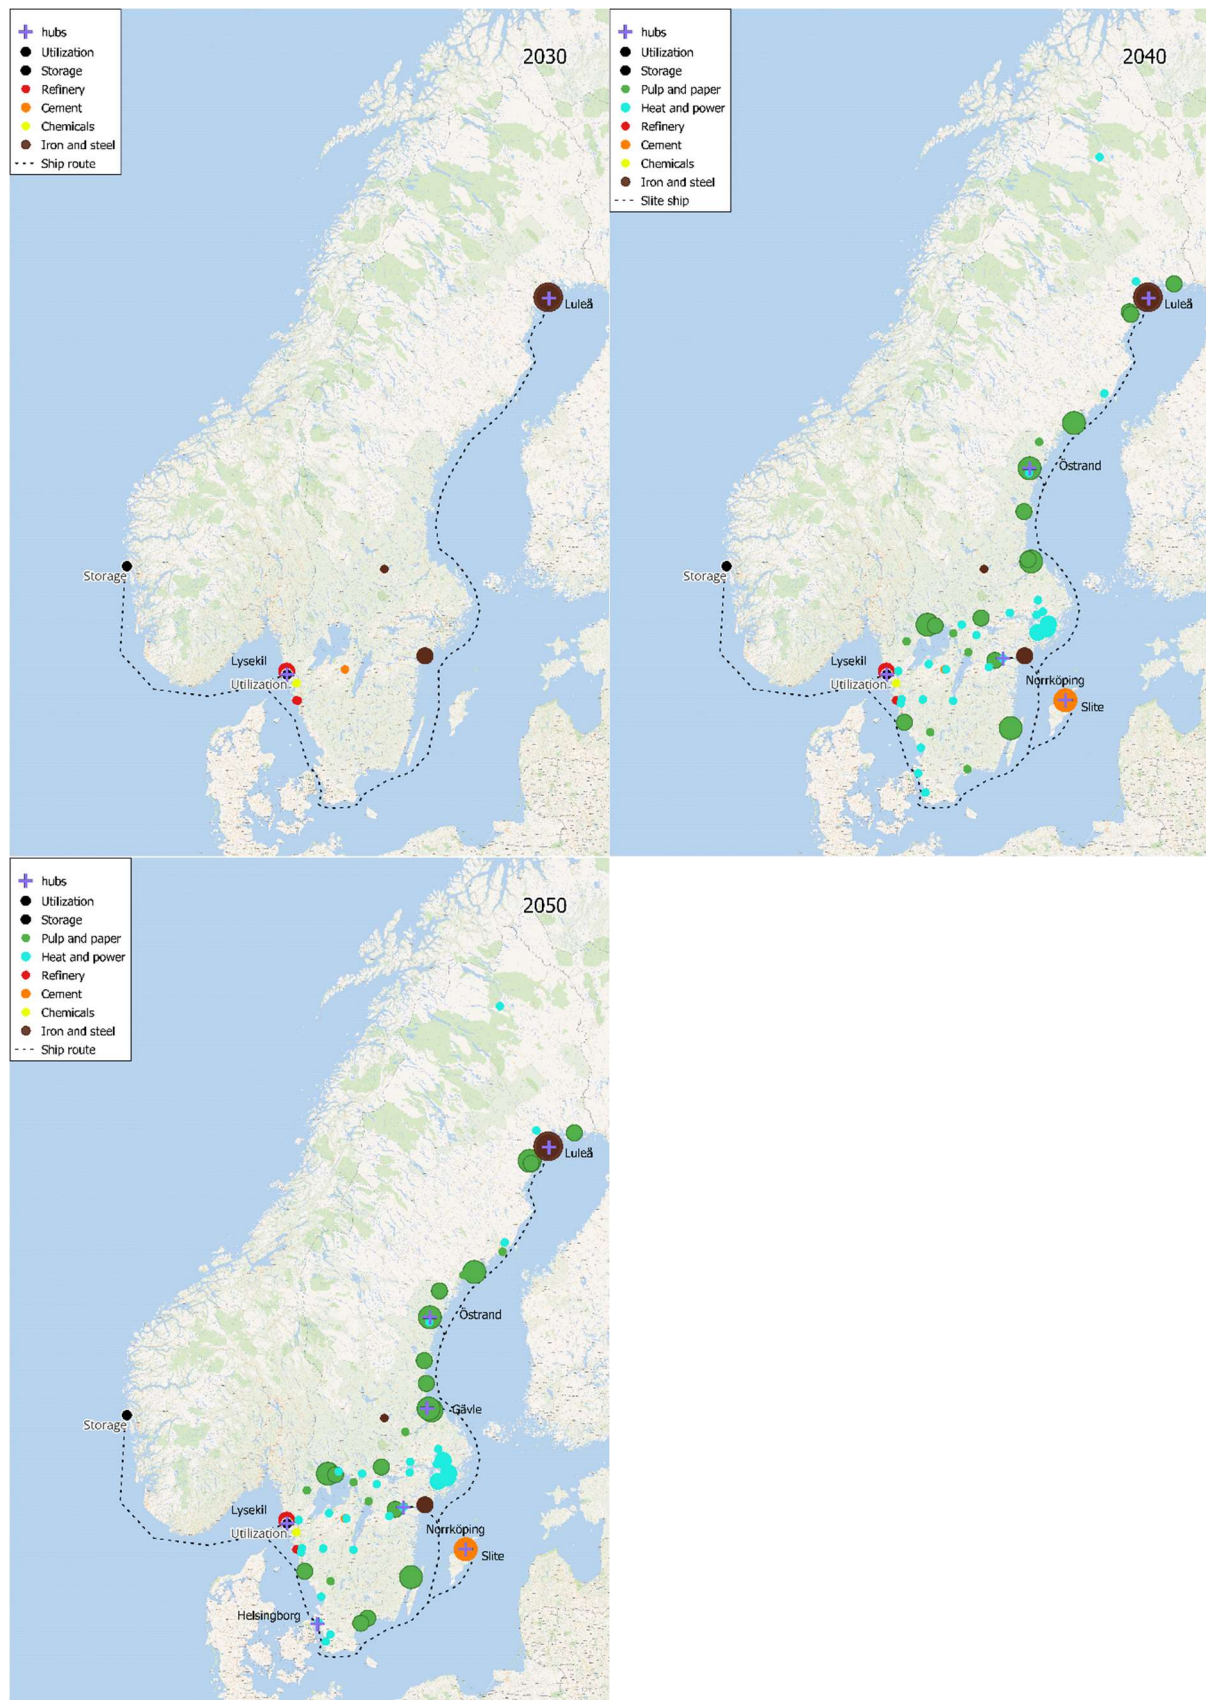 hubs
Utilization
Storage
Refinery
Cement
Chemicals
Iron and steel
Ship route
2030
Luleå
Storage
Lysekil
Utilization
hubs
Utilization
Storage
Pulp and paper
Heat and power
Refinery
Cement
Chemicals
Iron and steel
Slite ship
2040
Luleå
Östrand
Storage
Lysekil
Utilization
Norrköping
Slite
hubs
Utilization
Storage
Pulp and paper
Heat and power
Refinery
Cement
Chemicals
Iron and steel
Ship route
2050
Luleå
Östrand
Gävle
Storage
Lysekil
Utilization
Norrköping
Slite
Helsingborg